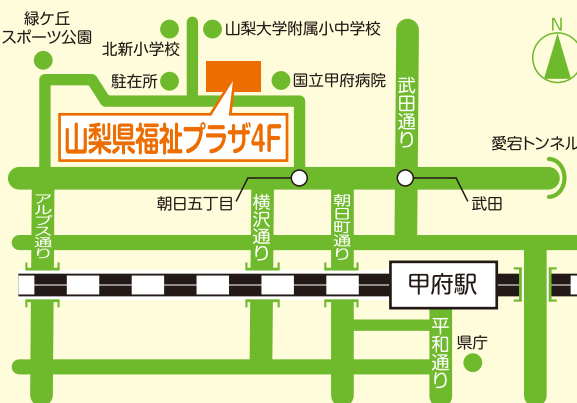 緑ケ丘
スポーツ公園
山梨大学附属小中学校
N
北新小学校
駐在所
国立甲府病院
武田通り
山梨県福祉プラザ4F
愛宕トンネル
朝日五丁目
武田
アルプス通り
横沢通り
朝日町通り
甲府駅
平和通り
県庁